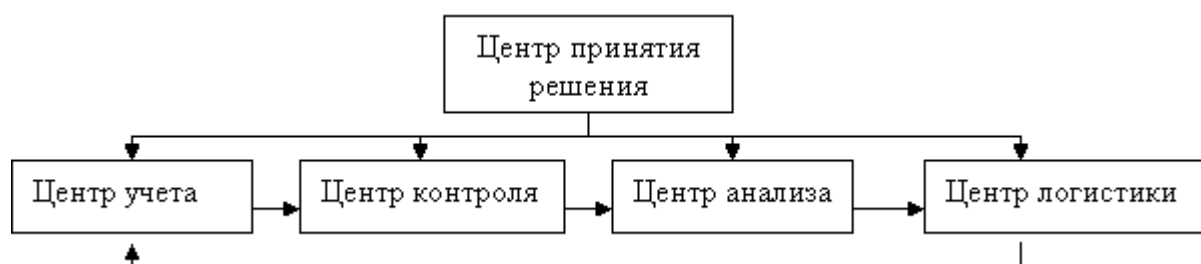 Центр принятия
решения
Центр учета
Центр контроля
Центр анализа
Центр логистики